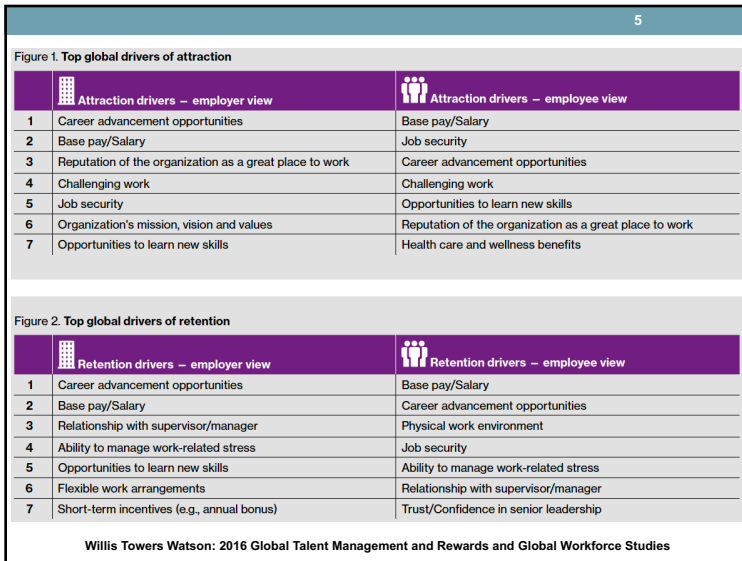 5
Figure 1. Top global drivers of attraction
Attraction drivers – employer view Attraction drivers – employee view
1 Career advancement opportunities Base pay/Salary
2 Base pay/Salary Job security
3 Reputation of the organization as a great place to work Career advancement opportunities
4 Challenging work Challenging work
5 Job security Opportunities to learn new skills
6 Organization's mission, vision and values Reputation of the organization as a great place to work
7 Opportunities to learn new skills Health care and wellness benefits
Figure 2. Top global drivers of retention
Retention drivers – employer view Retention drivers – employee view
1 Career advancement opportunities Base pay/Salary
2 Base pay/Salary Career advancement opportunities
3 Relationship with supervisor/manager Physical work environment
4 Ability to manage work-related stress Job security
5 Opportunities to learn new skills Ability to manage work-related stress
6 Flexible work arrangements Relationship with supervisor/manager
7 Short-term incentives (e.g., annual bonus) Trust/Confidence in senior leadership
Willis Towers Watson: 2016 Global Talent Management and Rewards and Global Workforce Studies